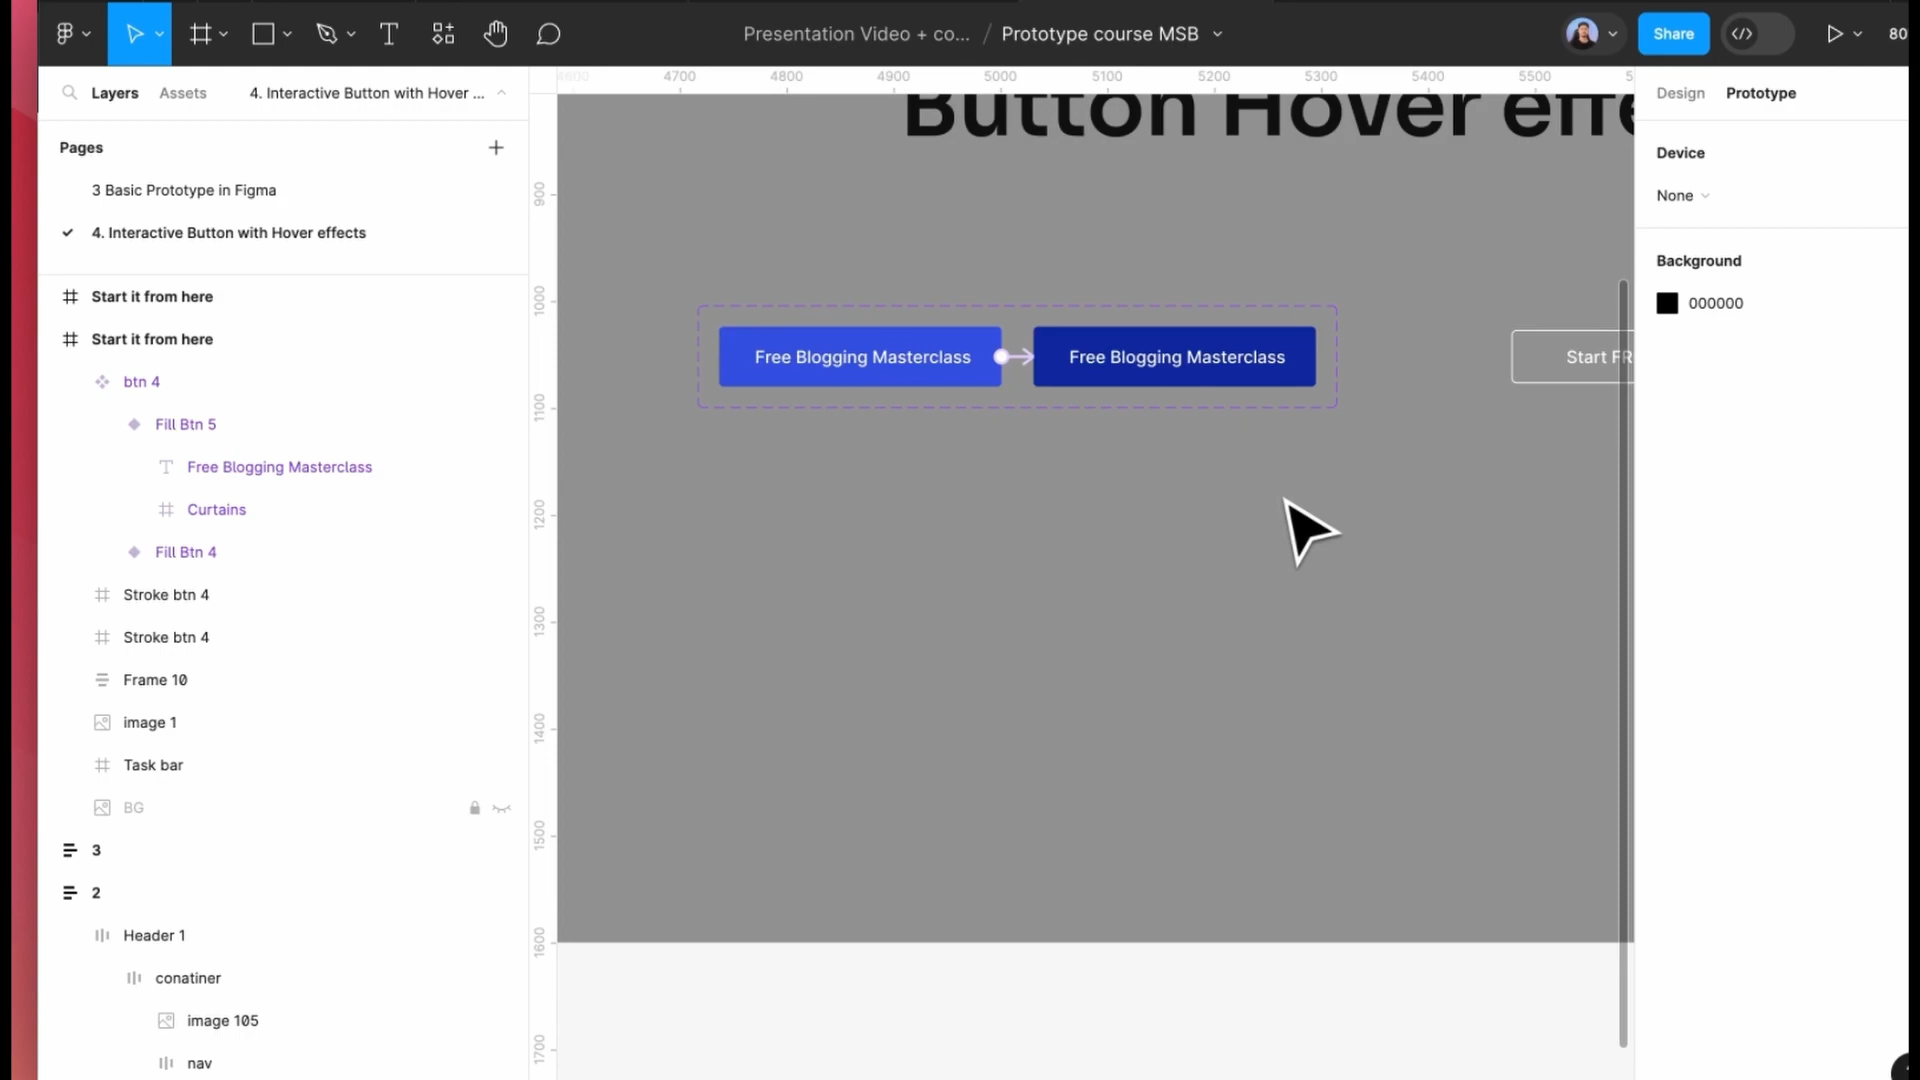 Presentation Video + co... / Prototype course MSB
Share
80
Layers
Assets
4. Interactive Button with Hover ...
Pages
3 Basic Prototype in Figma
4. Interactive Button with Hover effects
Start it from here
Start it from here
btn 4
Fill Btn 5
Free Blogging Masterclass
Curtains
Fill Btn 4
Stroke btn 4
Stroke btn 4
Frame 10
image 1
Task bar
BG
3
2
Header 1
conatiner
image 105
nav
4600 4700 4800 4900 5000 5100 5200 5300 5400 5500 5
900
1000
1100
1200
1300
1400
1500
1600
1700
Button Hover effe
Free Blogging Masterclass
Free Blogging Masterclass
Start FR
Design
Prototype
Device
None
Background
000000